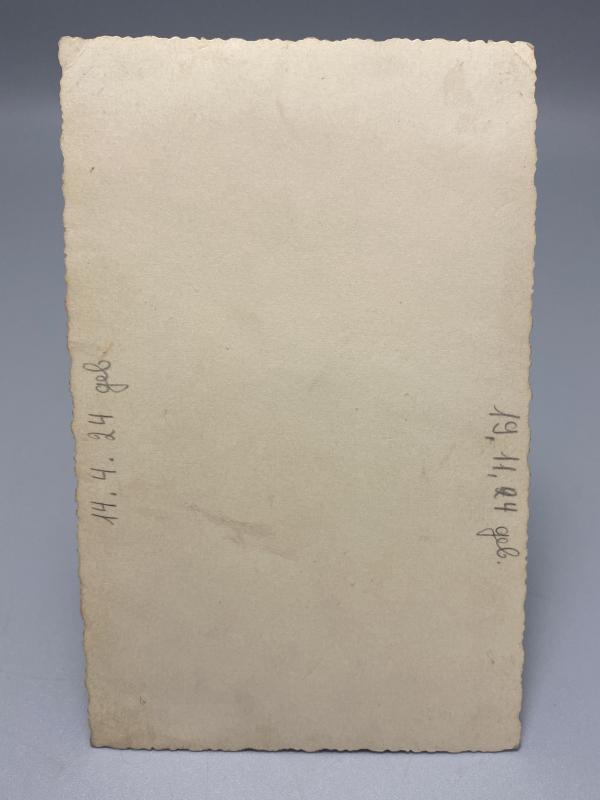 14. 4. 24 geb.
19, 11, 24 geb.